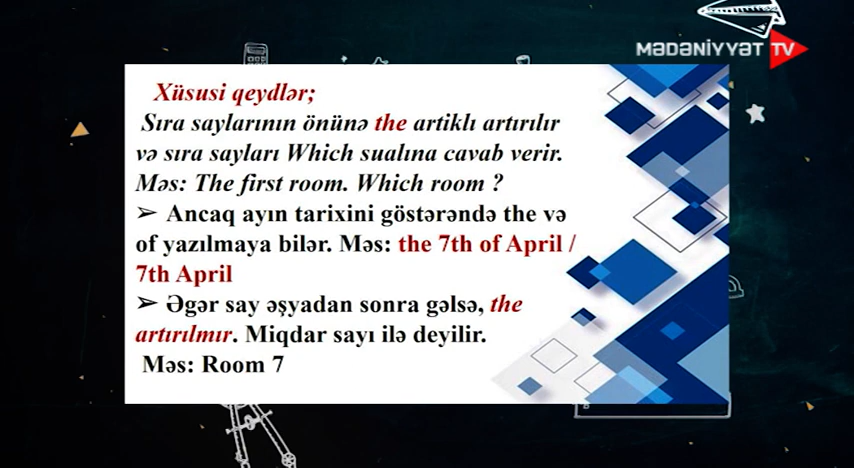 MƏDƏNİYYƏT TV
Xüsusi qeydlər;
Sıra saylarının önünə the artiklı artırılır
və sıra sayları Which sualına cavab verir.
Məs: The first room. Which room ?
➢ Ancaq ayın tarixini göstərəndə the və
of yazılmaya bilər. Məs: the 7th of April /
7th April
➢ Əgər say əşyadan sonra gəlsə, the
artırılmır. Miqdar sayı ilə deyilir.
Məs: Room 7